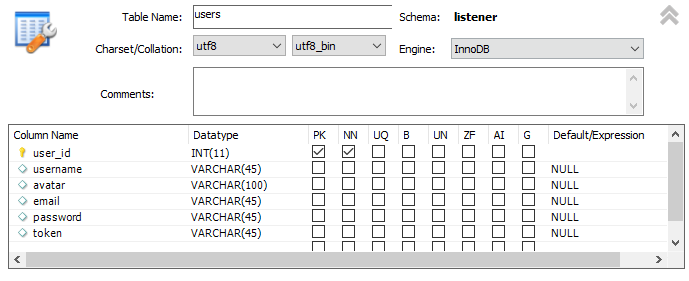 Table Name: users Schema: listener
Charset/Collation: utf8 utf8_bin Engine: InnoDB
Comments:
Column Name Datatype PK NN UQ B UN ZF AI G Default/Expression
user_id INT(11)
username VARCHAR(45) NULL
avatar VARCHAR(100) NULL
email VARCHAR(45) NULL
password VARCHAR(45) NULL
token VARCHAR(45) NULL